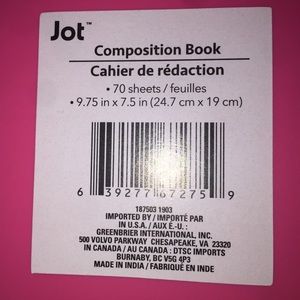 Jot™
Composition Book
Cahier de rédaction
• 70 sheets / feuilles
• 9.75 in x 7.5 in (24.7 cm x 19 cm)
6 39277 67275 9
187503 1903
IMPORTED BY / IMPORTÉ PAR
IN U.S.A. / AUX É.-U. :
GREENBRIER INTERNATIONAL, INC.
500 VOLVO PARKWAY CHESAPEAKE, VA 23320
IN CANADA / AU CANADA : DTSC IMPORTS
BURNABY, BC V5G 4P3
MADE IN INDIA / FABRIQUÉ EN INDE